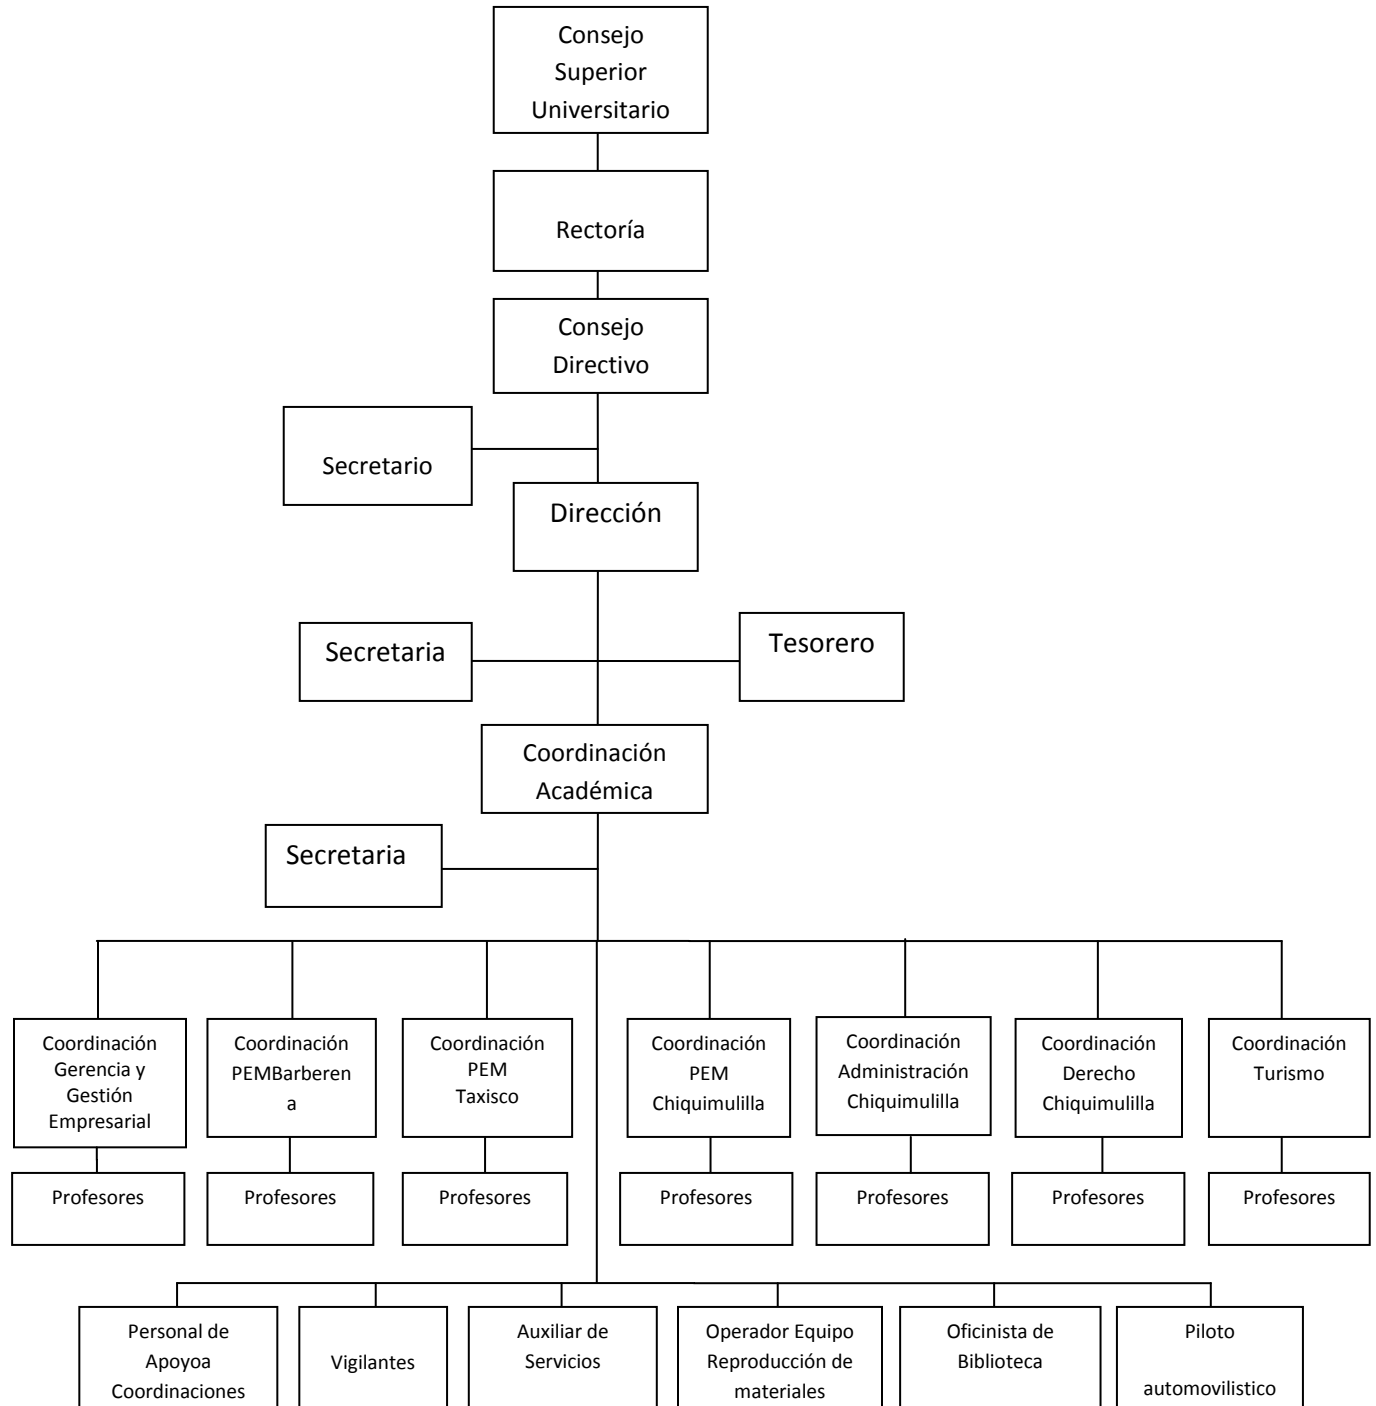 Consejo
Superior
Universitario
Rectoría
Consejo
Directivo
Secretario
Dirección
Secretaria
Tesorero
Coordinación
Académica
Secretaria
Coordinación
Gerencia y
Gestión
Empresarial
Coordinación
PEMBarberen
a
Coordinación
PEM
Taxisco
Coordinación
PEM
Chiquimulilla
Coordinación
Administración
Chiquimulilla
Coordinación
Derecho
Chiquimulilla
Coordinación
Turismo
Profesores
Profesores
Profesores
Profesores
Profesores
Profesores
Profesores
Personal de
Apoyoa
Coordinaciones
Vigilantes
Auxiliar de
Servicios
Operador Equipo
Reproducción de
materiales
Oficinista de
Biblioteca
Piloto
automovilistico